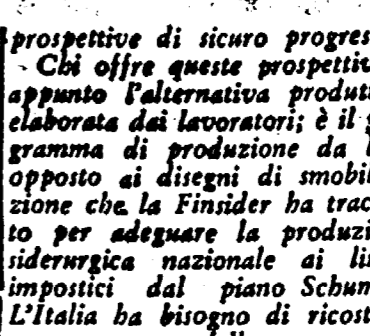 prospettive di sicuro progres
Chi offre queste prospettiv
appunto l'alternativa produtt
elaborata dai lavoratori; è il
gramma di produzione da
opposto ai disegni di smobil
zione che la Finsider ha trac
to per adeguare la produzi
siderurgica nazionale ai li
impostici dal piano Schum
L'Italia ha bisogno di ricost